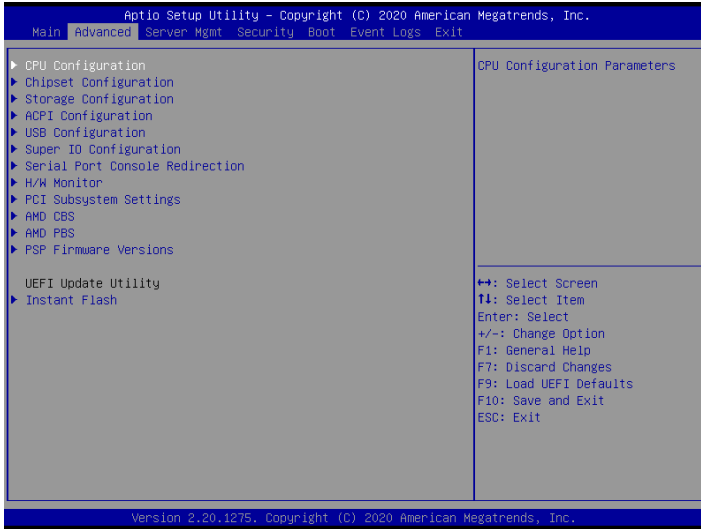 Aptio Setup Utility – Copyright (C) 2020 American Megatrends, Inc.
Main Advanced Server Mgmt Security Boot Event Logs Exit
CPU Configuration
Chipset Configuration
Storage Configuration
ACPI Configuration
USB Configuration
Super IO Configuration
Serial Port Console Redirection
H/W Monitor
PCI Subsystem Settings
AMD CBS
AMD PBS
PSP Firmware Versions
UEFI Update Utility
Instant Flash
CPU Configuration Parameters
↔: Select Screen
↑↓: Select Item
Enter: Select
+/-: Change Option
F1: General Help
F7: Discard Changes
F9: Load UEFI Defaults
F10: Save and Exit
ESC: Exit
Version 2.20.1275. Copyright (C) 2020 American Megatrends, Inc.